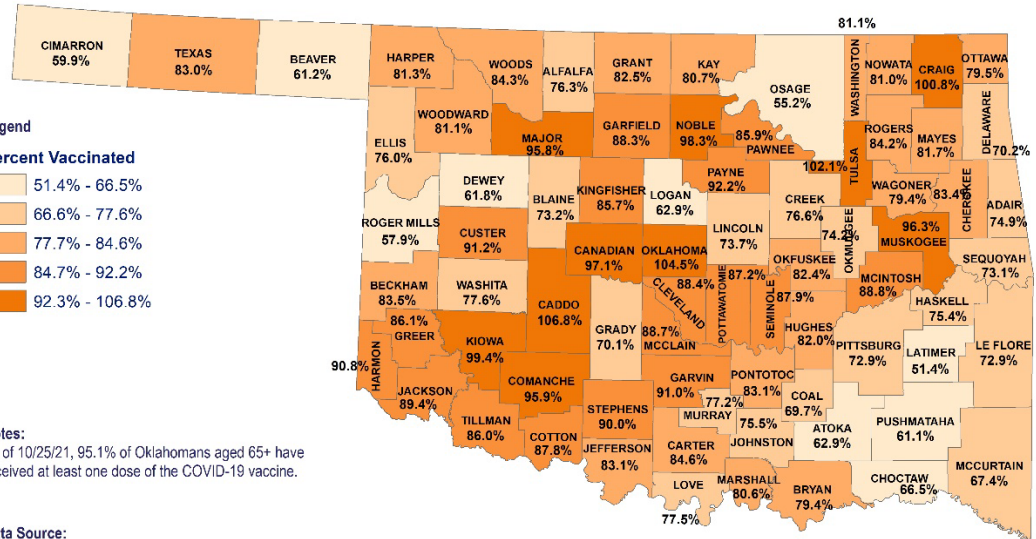 81.1%
CIMARRON
59.9%
TEXAS
83.0%
BEAVER
61.2%
HARPER
81.3%
WOODS
84.3%
ALFALFA
76.3%
GRANT
82.5%
KAY
80.7%
OSAGE
55.2%
WASHINGTON
NOWATA
81.0%
CRAIG
100.8%
OTTAWA
79.5%
DELAWARE
70.2%
WOODWARD
81.1%
MAJOR
95.8%
GARFIELD
88.3%
NOBLE
98.3%
85.9%
PAWNEE
ROGERS
84.2%
MAYES
81.7%
ELLIS
76.0%
102.1%
TULSA
gend
ercent Vaccinated
51.4% - 66.5%
66.6% - 77.6%
77.7% - 84.6%
84.7% - 92.2%
92.3% - 106.8%
DEWEY
61.8%
BLAINE
73.2%
KINGFISHER
85.7%
LOGAN
62.9%
PAYNE
92.2%
CREEK
76.6%
WAGONER
79.4%
83.4%
CHEROKEE
ADAIR
74.9%
ROGER MILLS
57.9%
CUSTER
91.2%
CANADIAN
97.1%
OKLAHOMA
104.5%
LINCOLN
73.7%
74.2%
OKMULGEE
96.3%
MUSKOGEE
SEQUOYAH
73.1%
BECKHAM
83.5%
WASHITA
77.6%
CADDO
106.8%
88.4%
CLEVELAND
87.2%
POTTAWATOMIE
SEMINOLE
87.9%
OKFUSKEE
82.4%
MCINTOSH
88.8%
HASKELL
75.4%
86.1%
GREER
KIOWA
99.4%
GRADY
70.1%
88.7%
MCCLAIN
HUGHES
82.0%
PITTSBURG
72.9%
LATIMER
51.4%
LE FLORE
72.9%
90.8%
HARMON
JACKSON
89.4%
COMANCHE
95.9%
GARVIN
91.0%
PONTOTOC
83.1%
COAL
69.7%
TILLMAN
86.0%
COTTON
87.8%
STEPHENS
90.0%
77.2%
MURRAY
75.5%
JOHNSTON
ATOKA
62.9%
PUSHMATAHA
61.1%
JEFFERSON
83.1%
CARTER
84.6%
LOVE
77.5%
MARSHALL
80.6%
BRYAN
79.4%
CHOCTAW
66.5%
MCCURTAIN
67.4%
tes:
of 10/25/21, 95.1% of Oklahomans aged 65+ have
ceived at least one dose of the COVID-19 vaccine.
ta Source: